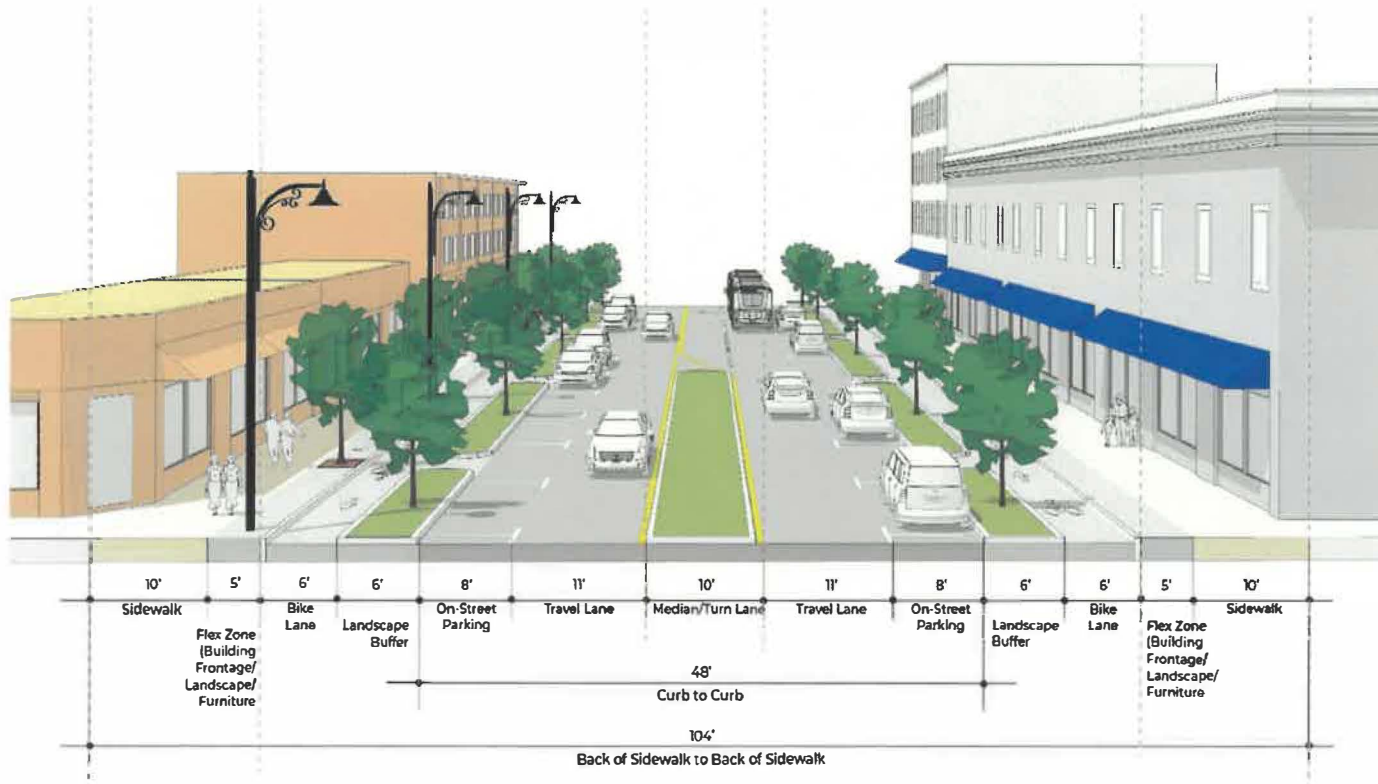 10' 5' 6' 6' 8' 11' 10' 11' 8' 6' 6' 5' 10'
Sidewalk
Flex Zone
(Building
Frontage/
Landscape/
Furniture
Bike
Lane
Landscape
Buffer
On-Street
Parking
Travel Lane
Median/Turn Lane
Travel Lane
On-Street
Parking
Landscape
Buffer
Bike
Lane
Flex Zone
(Building
Frontage/
Landscape/
Furniture
Sidewalk
48'
Curb to Curb
104'
Back of Sidewalk to Back of Sidewalk